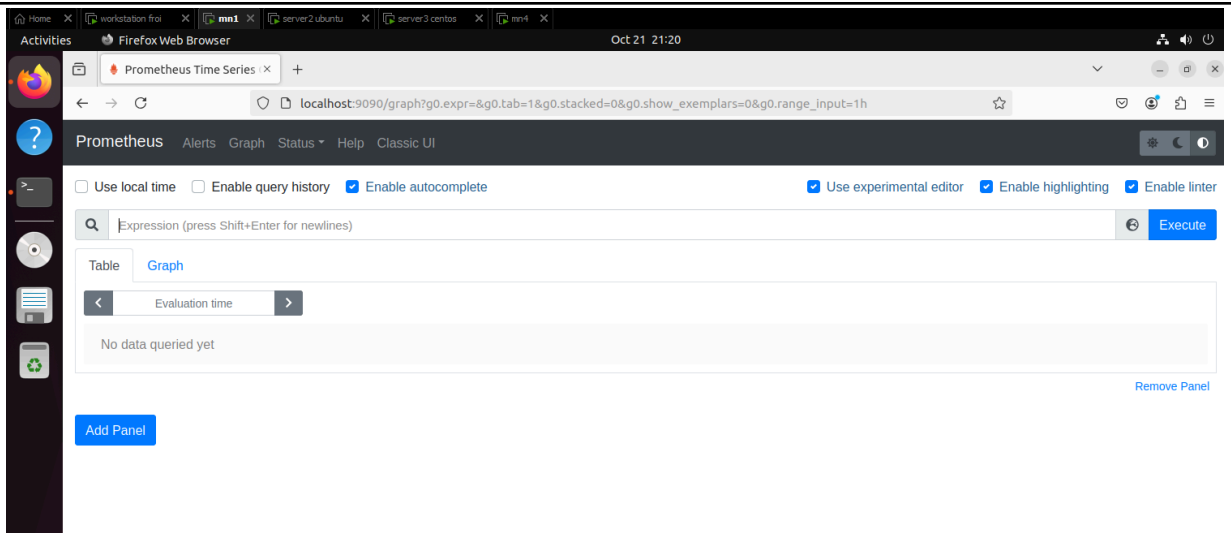 Home workstation froi mn1 server2 ubuntu server3 centos mn4
Activities Firefox Web Browser Oct 21 21:20
Prometheus Time Series
localhost:9090/graph?g0.expr=&g0.tab=1&g0.stacked=0&g0.show_exemplars=0&g0.range_input=1h
Prometheus Alerts Graph Status Help Classic UI
Use local time Enable query history Enable autocomplete Use experimental editor Enable highlighting Enable linter
Expression (press Shift+Enter for newlines) Execute
Table Graph
Evaluation time
No data queried yet
Remove Panel
Add Panel